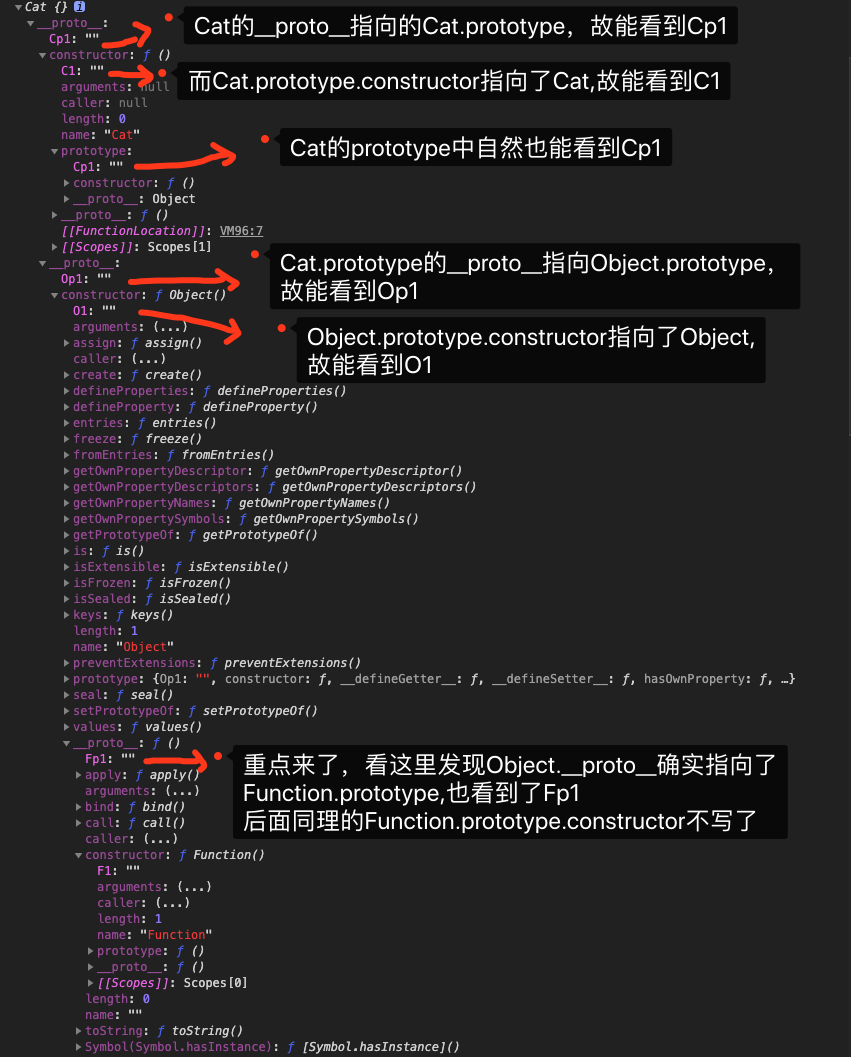 Cat {} i
__proto__:
Cat的__proto__指向的Cat.prototype，故能看到Cp1
Cp1: ""
constructor: ƒ ()
C1: ""
而Cat.prototype.constructor指向了Cat,故能看到C1
arguments: null
caller: null
length: 0
name: "Cat"
prototype:
Cat的prototype中自然也能看到Cp1
Cp1: ""
constructor: ƒ ()
__proto__: Object
__proto__: ƒ ()
[[FunctionLocation]]: VM96:7
[[Scopes]]: Scopes[1]
__proto__:
Cat.prototype的__proto__指向Object.prototype，
故能看到Op1
Op1: ""
constructor: ƒ Object()
O1: ""
Object.prototype.constructor指向了Object,
故能看到O1
arguments: (...)
assign: ƒ assign()
caller: (...)
create: ƒ create()
defineProperties: ƒ defineProperties()
defineProperty: ƒ defineProperty()
entries: ƒ entries()
freeze: ƒ freeze()
fromEntries: ƒ fromEntries()
getOwnPropertyDescriptor: ƒ getOwnPropertyDescriptor()
getOwnPropertyDescriptors: ƒ getOwnPropertyDescriptors()
getOwnPropertyNames: ƒ getOwnPropertyNames()
getOwnPropertySymbols: ƒ getOwnPropertySymbols()
getPrototypeOf: ƒ getPrototypeOf()
is: ƒ is()
isExtensible: ƒ isExtensible()
isFrozen: ƒ isFrozen()
isSealed: ƒ isSealed()
keys: ƒ keys()
length: 1
name: "Object"
preventExtensions: ƒ preventExtensions()
prototype: {Op1: "", constructor: ƒ, __defineGetter__: ƒ, __defineSetter__: ƒ, hasOwnProperty: ƒ, …}
seal: ƒ seal()
setPrototypeOf: ƒ setPrototypeOf()
values: ƒ values()
__proto__: ƒ ()
Fp1: ""
重点来了，看这里发现Object.__proto__确实指向了
Function.prototype,也看到了Fp1
后面同理的Function.prototype.constructor不写了
apply: ƒ apply()
arguments: (...)
bind: ƒ bind()
call: ƒ call()
caller: (...)
constructor: ƒ Function()
F1: ""
arguments: (...)
caller: (...)
length: 1
name: "Function"
prototype: ƒ ()
__proto__: ƒ ()
[[Scopes]]: Scopes[0]
length: 0
name: ""
toString: ƒ toString()
Symbol(Symbol.hasInstance): ƒ [Symbol.hasInstance]()